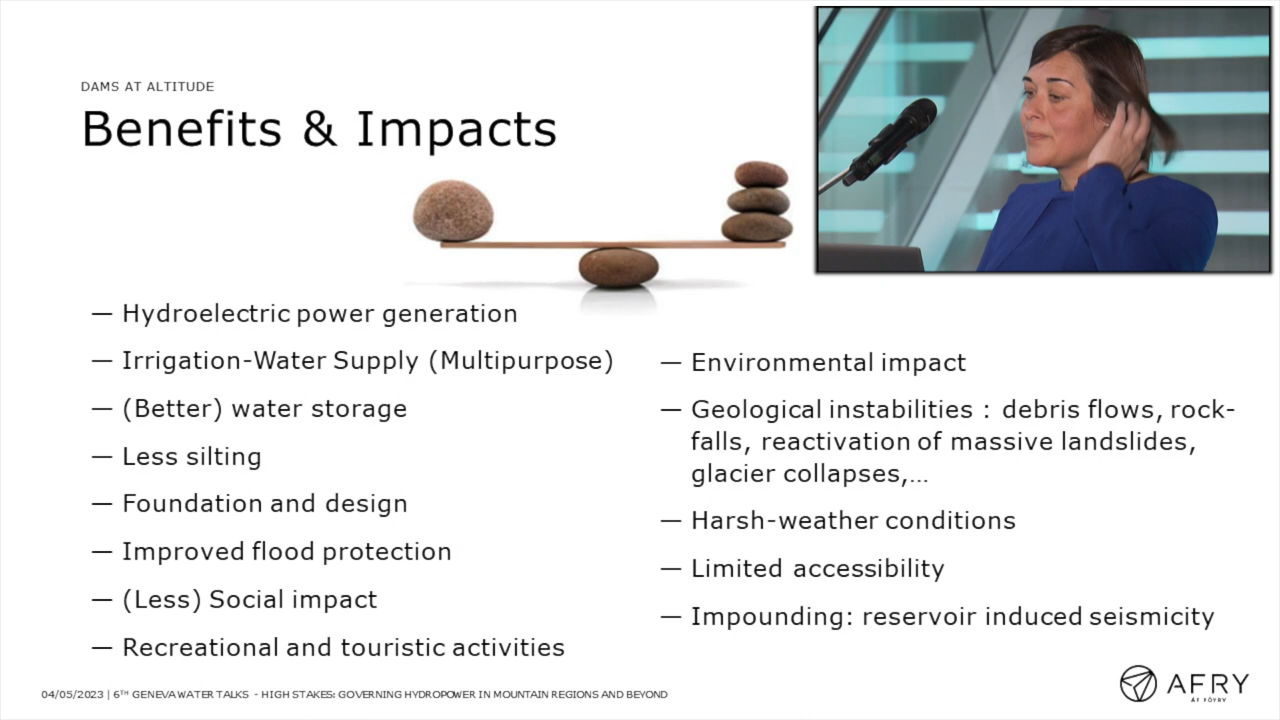 DAMS AT ALTITUDE
Benefits & Impacts
— Hydroelectric power generation
— Irrigation-Water Supply (Multipurpose)
— (Better) water storage
— Less silting
— Foundation and design
— Improved flood protection
— (Less) Social impact
— Recreational and touristic activities
— Environmental impact
— Geological instabilities : debris flows, rock-
falls, reactivation of massive landslides,
glacier collapses,...
— Harsh-weather conditions
— Limited accessibility
— Impounding: reservoir induced seismicity
04/05/2023 | 6TH GENEVA WATER TALKS - HIGH STAKES: GOVERNING HYDROPOWER IN MOUNTAIN REGIONS AND BEYOND
AFRY
ÅF PÖYRY